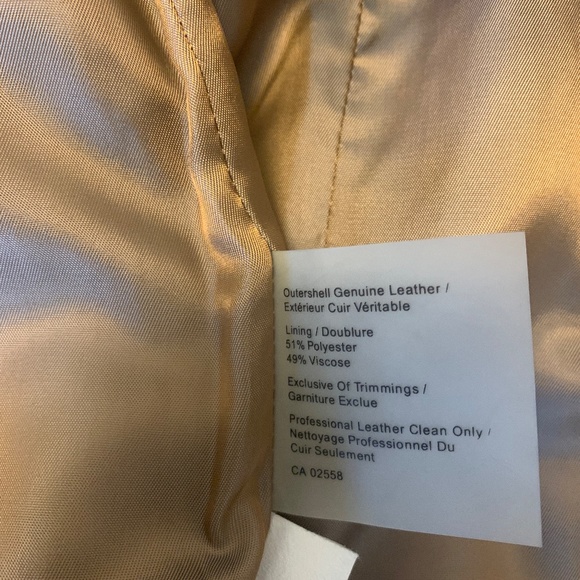 Outershell Genuine Leather /
Extérieur Cuir Véritable
Lining / Doublure
51% Polyester
49% Viscose
Exclusive Of Trimmings /
Garniture Exclue
Professional Leather Clean Only /
Nettoyage Professionnel Du
Cuir Seulement
CA 02558